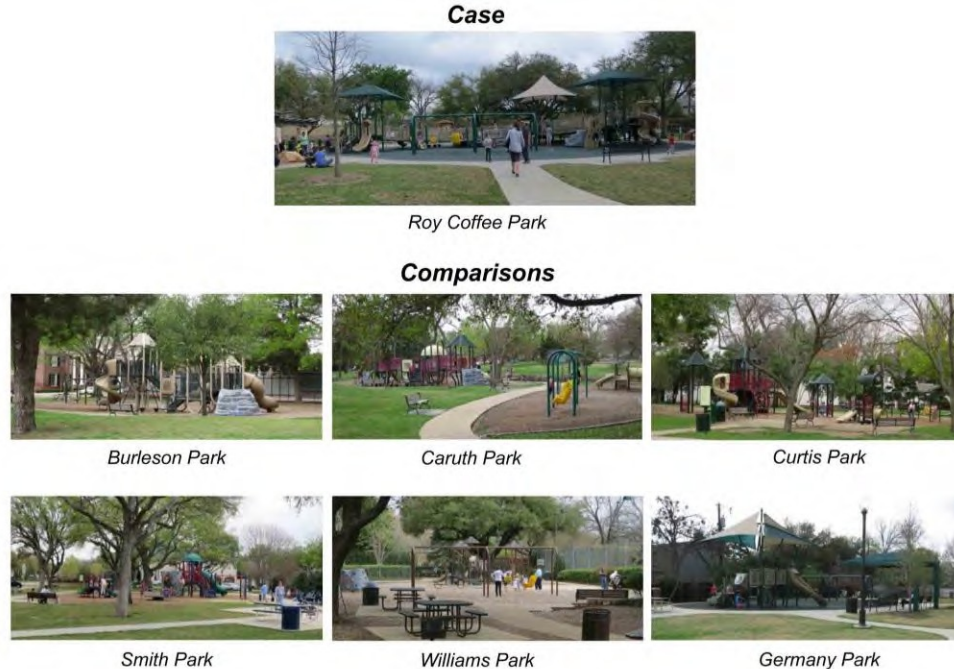 Case
Roy Coffee Park
Comparisons
Burleson Park
Caruth Park
Curtis Park
Smith Park
Williams Park
Germany Park